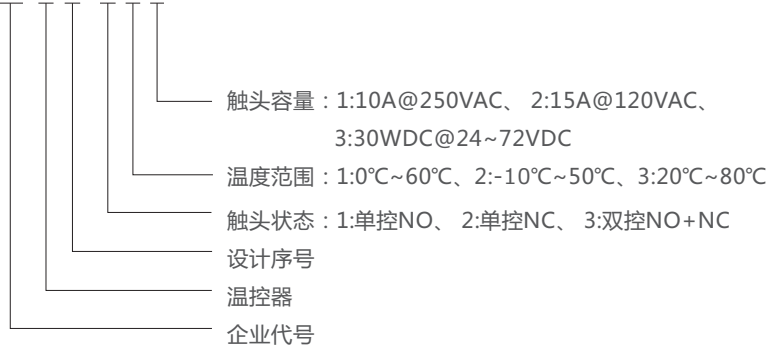 触头容量：1:10A@250VAC、 2:15A@120VAC、
3:30WDC@24~72VDC
温度范围：1:0℃~60℃、2:-10℃~50℃、3:20℃~80℃
触头状态：1:单控NO、 2:单控NC、 3:双控NO+NC
设计序号
温控器
企业代号